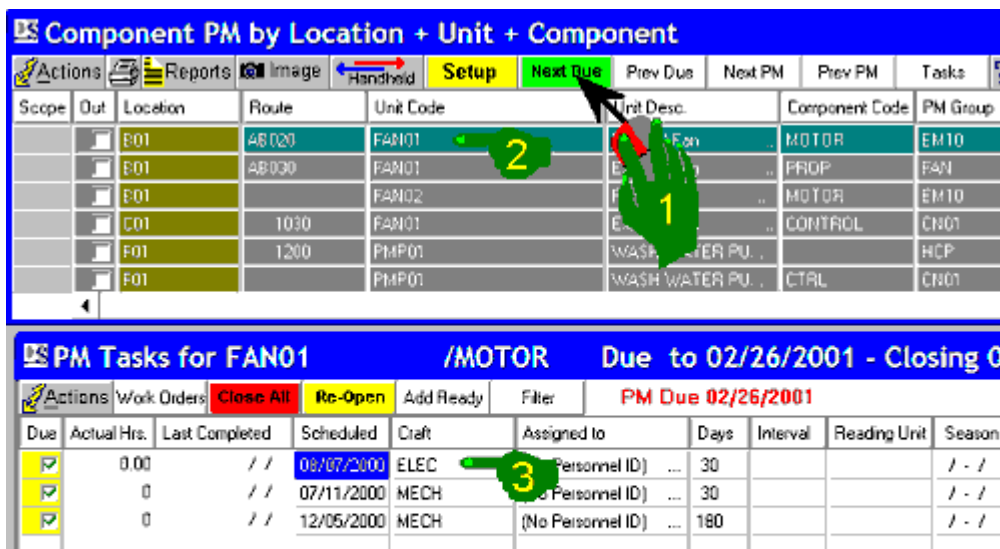 Component PM by Location + Unit + Component
Actions Reports Image Handheld Setup Next Due Prev Due Next PM Prev PM Tasks
Scope Out Location Route Unit Code Unit Desc. Component Code PM Group
B01 AB020 FAN01 Fan .. MOTOR EM10
B01 AB030 FAN01 .. PROP FAN
B01 FAN02 .. MOTOR EM10
C01 1030 FAN01 .. CONTROL CN01
F01 1200 PMP01 WASH WATER PU. . HCP
F01 PMP01 WASH WATER PU. . CTRL CN01
2
1
PM Tasks for FAN01 /MOTOR Due to 02/26/2001 - Closing
Actions Work Orders Close All Re-Open Add Ready Filter PM Due 02/26/2001
Due Actual Hrs. Last Completed Scheduled Craft Assigned to Days Interval Reading Unit Season
0.00 / / 08/07/2000 ELEC Personnel ID) ... 30 / - /
0 / / 07/11/2000 MECH (No Personnel ID) ... 30 / - /
0 / / 12/05/2000 MECH (No Personnel ID) ... 180 / - /
3